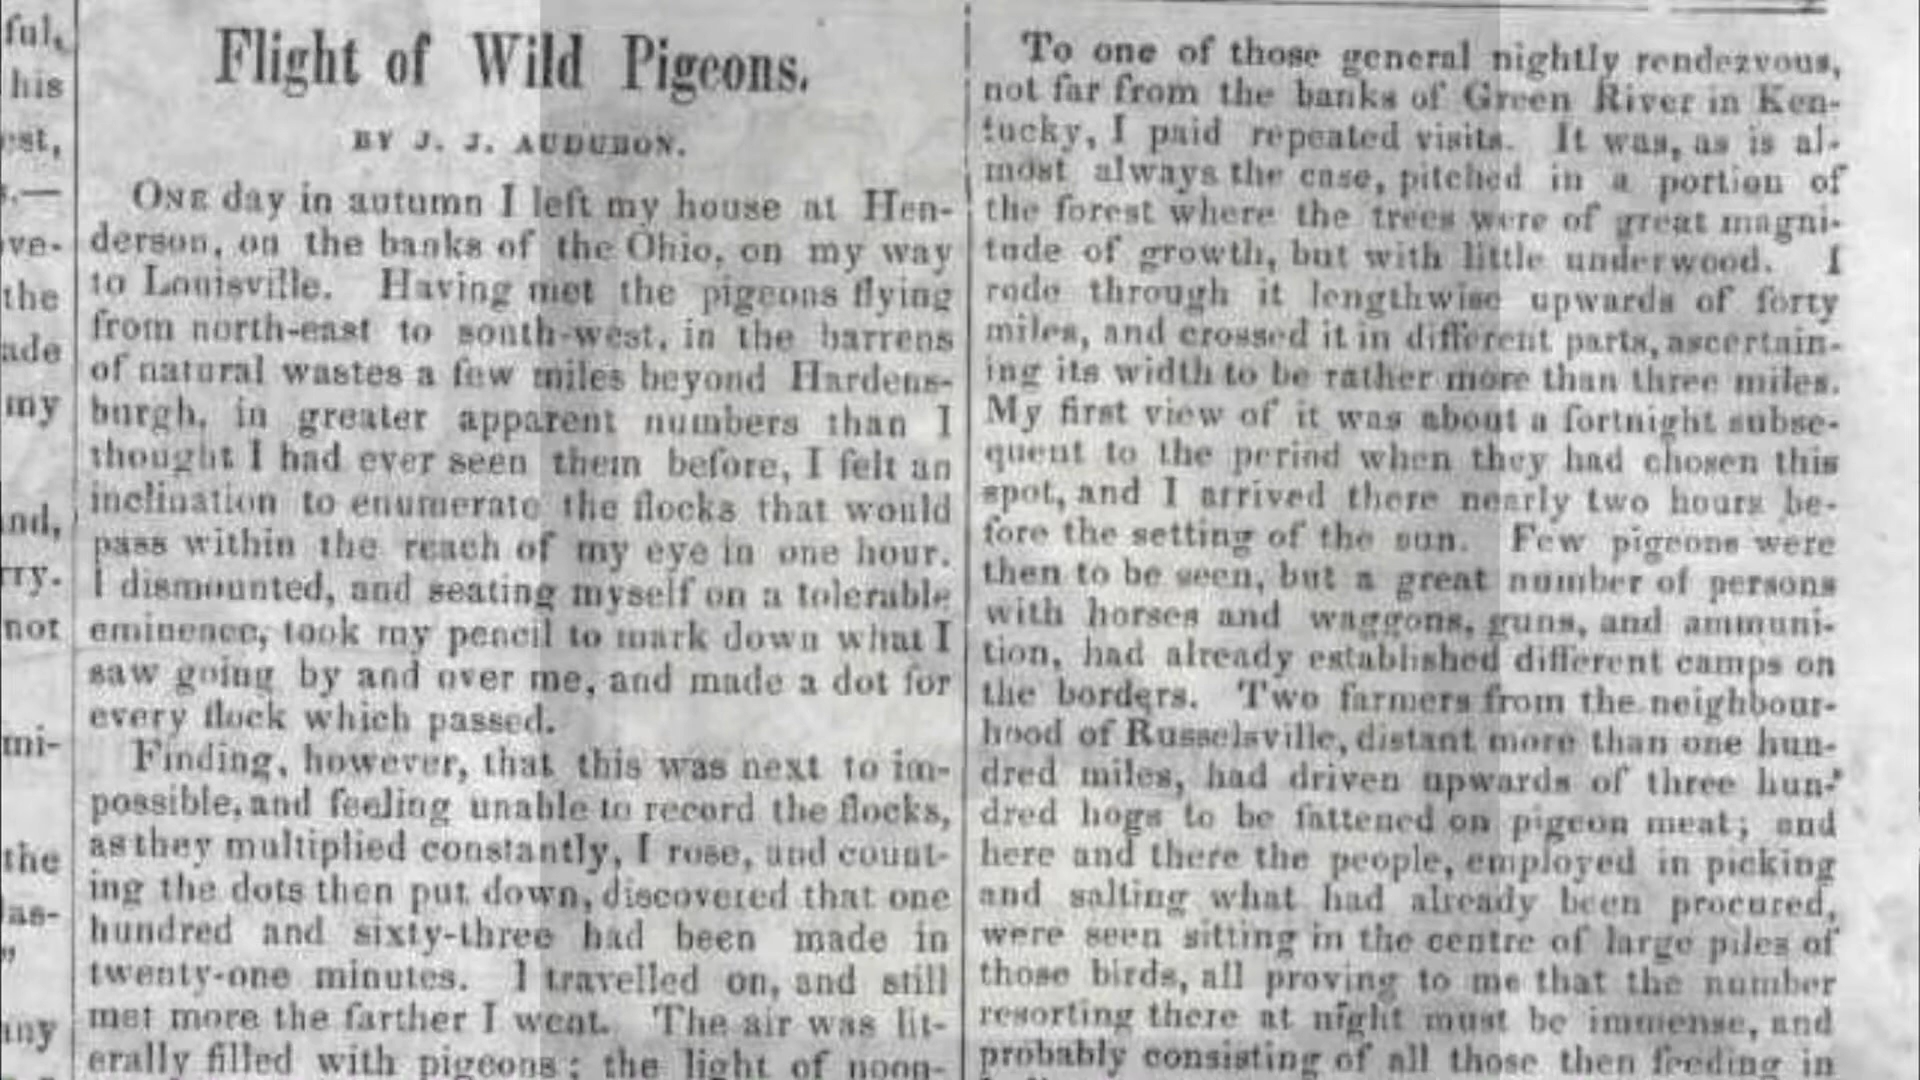 ful,
his
est,
s.—
ve-
the
ade
my
and,
rry.
not
mi-
the
as-
"
any
Flight of Wild Pigeons.
BY J. J. AUDUBON.
ONE day in autumn I left my house at Hen-
derson, on the banks of the Ohio, on my way
to Louisville. Having met the pigeons flying
from north-east to south-west, in the barrens
of natural wastes a few miles beyond Hardens-
burgh, in greater apparent numbers than I
thought I had ever seen them before, I felt an
inclination to enumerate the flocks that would
pass within the reach of my eye in one hour.
I dismounted, and seating myself on a tolerable
eminence, took my pencil to mark down what I
saw going by and over me, and made a dot for
every flock which passed.
Finding, however, that this was next to im-
possible, and feeling unable to record the flocks,
as they multiplied constantly, I rose, and count-
ing the dots then put down, discovered that one
hundred and sixty-three had been made in
twenty-one minutes. I travelled on, and still
met more the farther I went. The air was lit-
erally filled with pigeons; the light of noon-
To one of those general nightly rendezvous,
not far from the banks of Green River in Ken-
tucky, I paid repeated visits. It was, as is al-
most always the case, pitched in a portion of
the forest where the trees were of great magni-
tude of growth, but with little underwood. I
rode through it lengthwise upwards of forty
miles, and crossed it in different parts, ascertain-
ing its width to be rather more than three miles.
My first view of it was about a fortnight subse-
quent to the period when they had chosen this
spot, and I arrived there nearly two hours be-
fore the setting of the sun. Few pigeons were
then to be seen, but a great number of persons
with horses and waggons, guns, and ammuni-
tion, had already established different camps on
the borders. Two farmers from the neighbour-
hood of Russelsville, distant more than one hun-
dred miles, had driven upwards of three hun-
dred hogs to be fattened on pigeon meat; and
here and there the people, employed in picking
and salting what had already been procured,
were seen sitting in the centre of large piles of
those birds, all proving to me that the number
resorting there at night must be immense, and
probably consisting of all those then feeding in